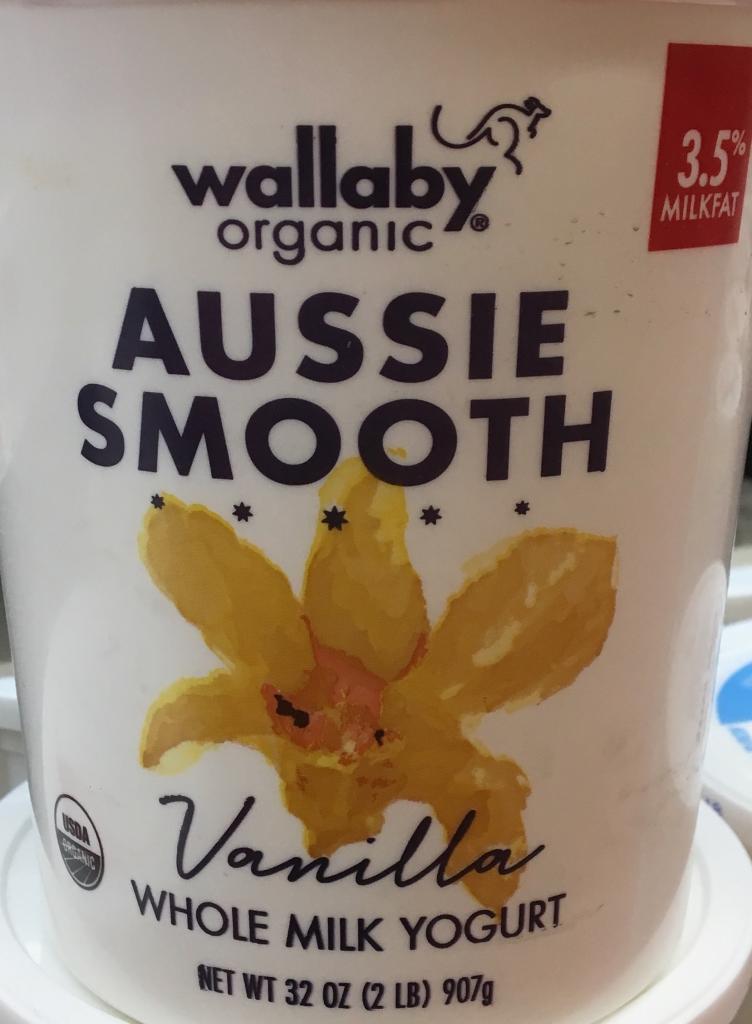 wallaby®
organic
3.5%
MILKFAT
AUSSIE
SMOOTH
Vanilla
USDA
ORGANIC
WHOLE MILK YOGURT
NET WT 32 OZ (2 LB) 907g